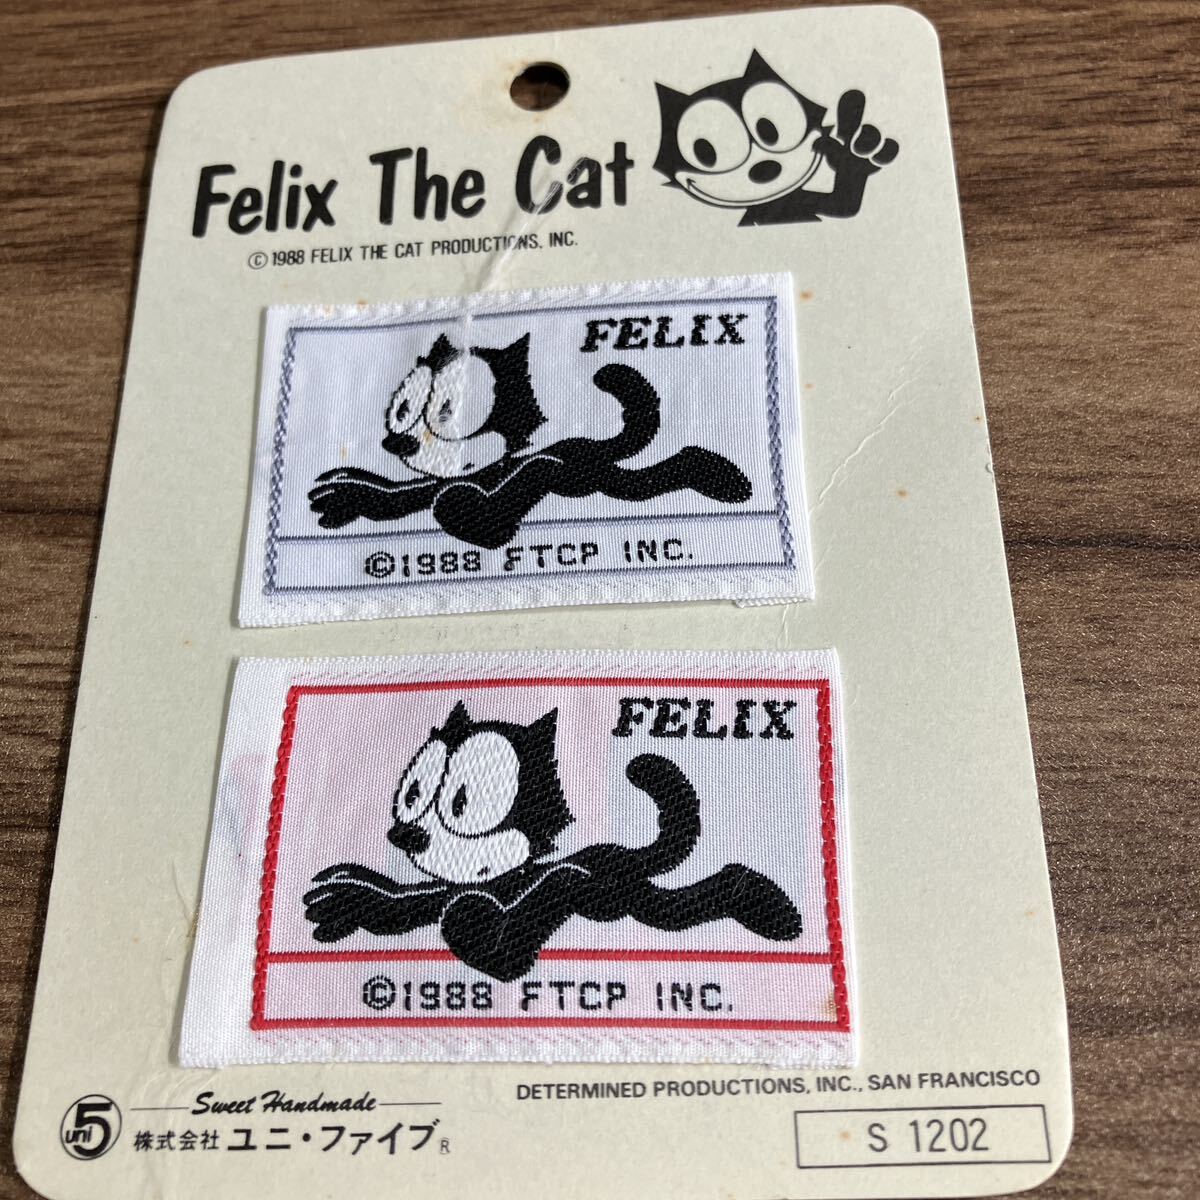 Felix The Cat
© 1988 FELIX THE CAT PRODUCTIONS, INC.
FELIX
©1988 FTCP INC.
FELIX
©1988 FTCP INC.
DETERMINED PRODUCTIONS, INC., SAN FRANCISCO
uni 5
Sweet Handmade
株式会社 ユニ・ファイブ®
S 1202